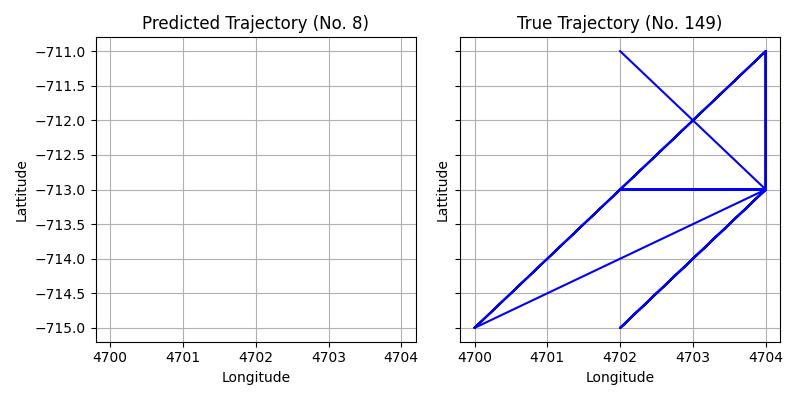 Predicted Trajectory (No. 8)
−711.0
−711.5
−712.0
−712.5
−713.0
−713.5
−714.0
−714.5
−715.0
Lattitude
4700 4701 4702 4703 4704
Longitude
True Trajectory (No. 149)
Lattitude
4700 4701 4702 4703 4704
Longitude